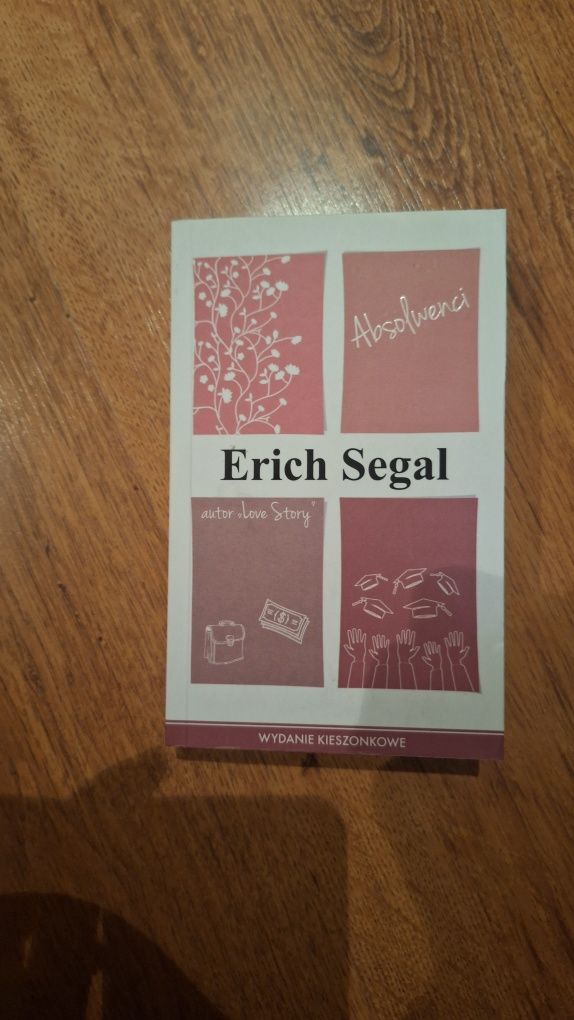 Absolwenci
Erich Segal
autor „Love Story”
WYDANIE KIESZONKOWE